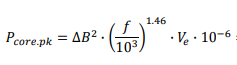 P_core.pk = ΔB² · (f / 10³)^1.46 · V_e · 10⁻⁶